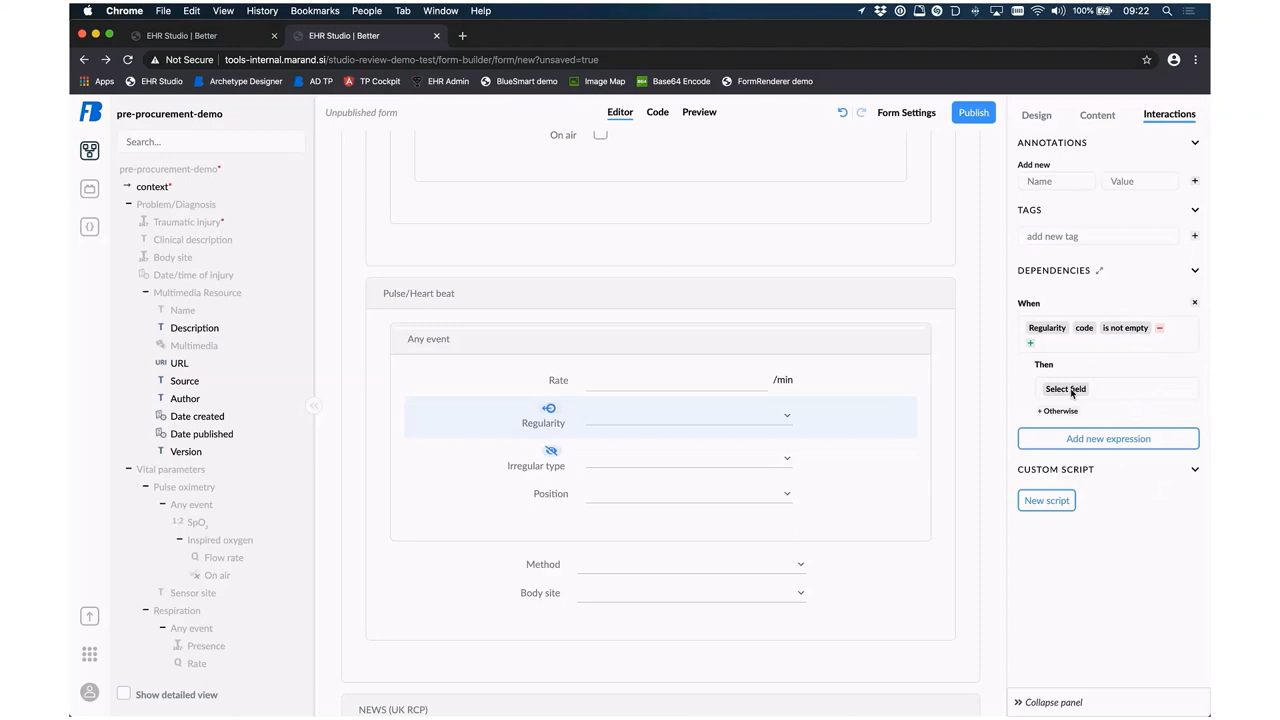 Chrome File Edit View History Bookmarks People Tab Window Help 100% 09:22
EHR Studio | Better
EHR Studio | Better
Not Secure tools-internal.marand.si/studio-review-demo-test/form-builder/form/new?unsaved=true
Apps EHR Studio Archetype Designer AD TP TP Cockpit EHR Admin BlueSmart demo Image Map Base64 Encode FormRenderer demo
pre-procurement-demo
Search...
pre-procurement-demo*
context*
Problem/Diagnosis
Traumatic injury*
Clinical description
Body site
Date/time of injury
Multimedia Resource
Name
Description
Multimedia
URI URL
Source
Author
Date created
Date published
Version
Vital parameters
Pulse oximetry
Any event
1:2 SpO₂
Inspired oxygen
Q Flow rate
On air
Sensor site
Respiration
Any event
Presence
Q Rate
Show detailed view
Unpublished form
Editor Code Preview
Form Settings
Publish
On air
Pulse/Heart beat
Any event
Rate /min
Regularity
Irregular type
Position
Method
Body site
NEWS (UK RCP)
Design Content Interactions
ANNOTATIONS
Add new
Name Value +
TAGS
add new tag +
DEPENDENCIES
When
Regularity code is not empty
+
Then
Select field
+ Otherwise
Add new expression
CUSTOM SCRIPT
New script
Collapse panel